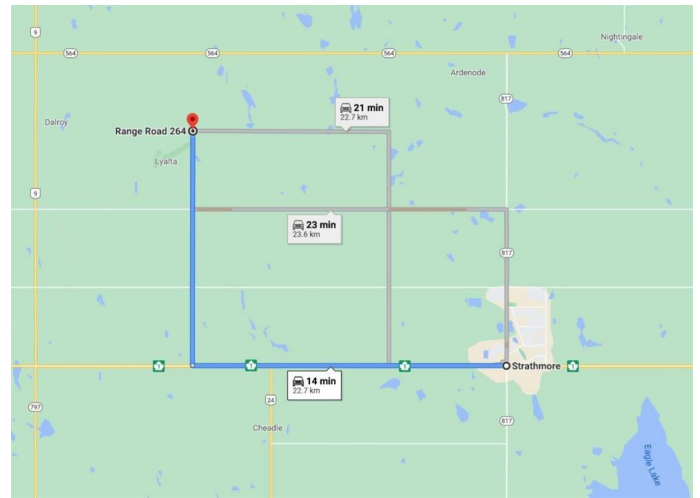 9
Nightingale
564
564
564
564
Ardenode
817
21 min
22.7 km
Dalroy
Range Road 264
Lyalta
9
23 min
23.6 km
817
1
1
1
Strathmore
1
14 min
22.7 km
24
797
Cheadle
817
Eagle Lake